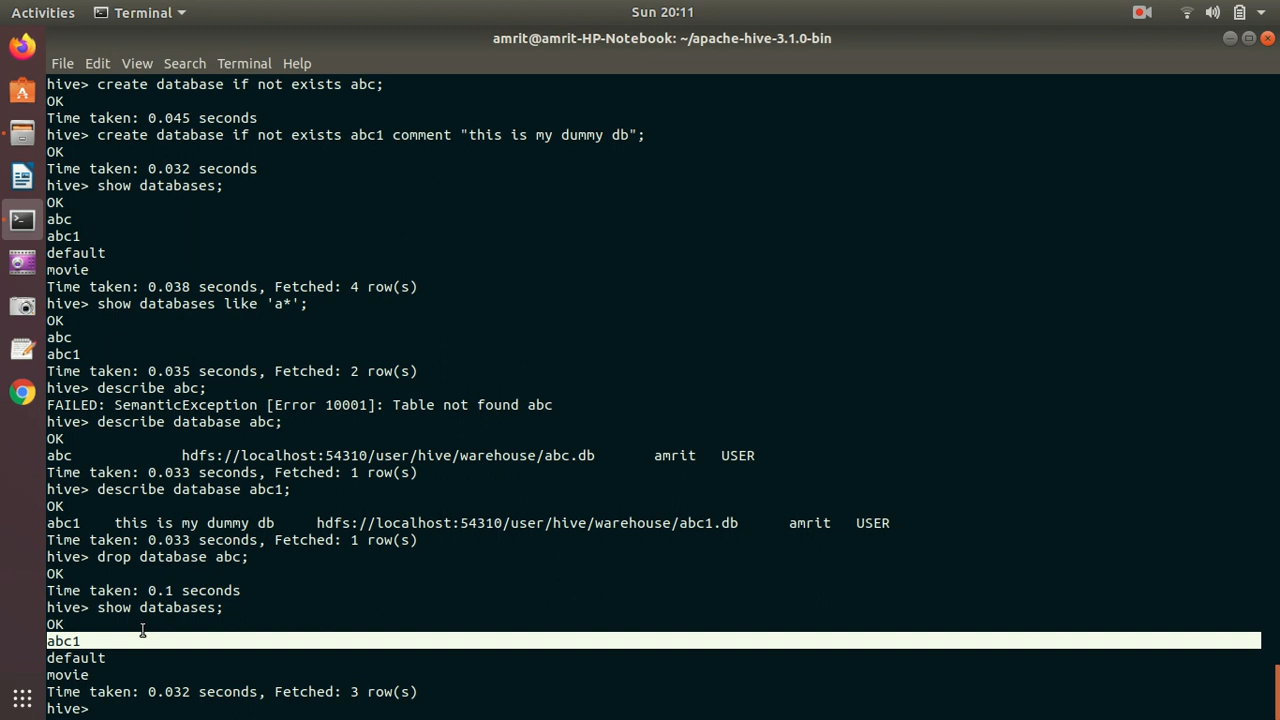 Activities Terminal Sun 20:11
amrit@amrit-HP-Notebook: ~/apache-hive-3.1.0-bin
File Edit View Search Terminal Help
hive> create database if not exists abc;
OK
Time taken: 0.045 seconds
hive> create database if not exists abc1 comment "this is my dummy db";
OK
Time taken: 0.032 seconds
hive> show databases;
OK
abc
abc1
default
movie
Time taken: 0.038 seconds, Fetched: 4 row(s)
hive> show databases like 'a*';
OK
abc
abc1
Time taken: 0.035 seconds, Fetched: 2 row(s)
hive> describe abc;
FAILED: SemanticException [Error 10001]: Table not found abc
hive> describe database abc;
OK
abc hdfs://localhost:54310/user/hive/warehouse/abc.db amrit USER
Time taken: 0.033 seconds, Fetched: 1 row(s)
hive> describe database abc1;
OK
abc1 this is my dummy db hdfs://localhost:54310/user/hive/warehouse/abc1.db amrit USER
Time taken: 0.033 seconds, Fetched: 1 row(s)
hive> drop database abc;
OK
Time taken: 0.1 seconds
hive> show databases;
OK
abc1
default
movie
Time taken: 0.032 seconds, Fetched: 3 row(s)
hive>